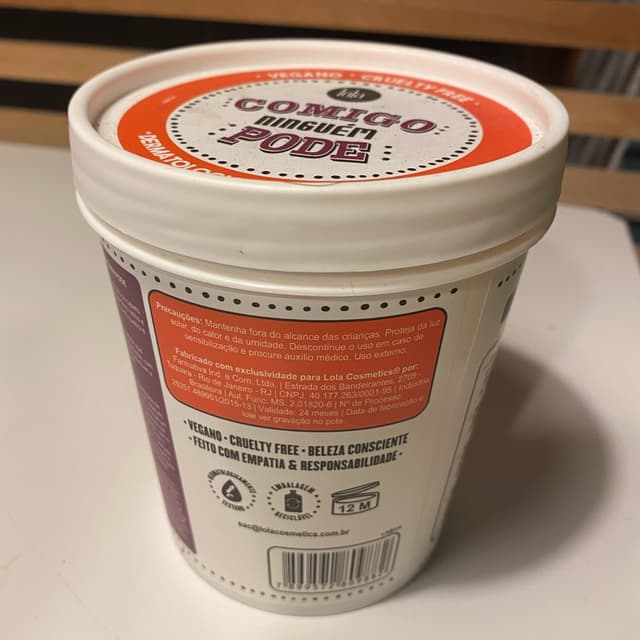 • VEGANO • CRUELTY FREE •
lola
COMIGO
NINGUÉM
PODE
Precauções: Mantenha fora do alcance das crianças. Proteja da luz
solar, do calor e da umidade. Descontinue o uso em caso de
sensibilização e procure auxílio médico. Uso externo.
Fabricado com exclusividade para Lola Cosmetics® por:
Farmativa Ind. e Com. Ltda. | Estrada dos Bandeirantes, 2709 -
Taquara - Rio de Janeiro - RJ | CNPJ: 40.177.263/0001-95 | Indústria
Brasileira | Aut. Func. MS. 2.01820-6 | Nº de Processo
Validade: 24 meses | Data de fabricação e
lote ver gravação no pote.
• VEGANO • CRUELTY FREE • BELEZA CONSCIENTE
• FEITO COM EMPATIA & RESPONSABILIDADE •
DERMATOLOGICAMENTE TESTADO
EMBALAGEM RECICLÁVEL
12 M
sac@lolacosmetics.com.br